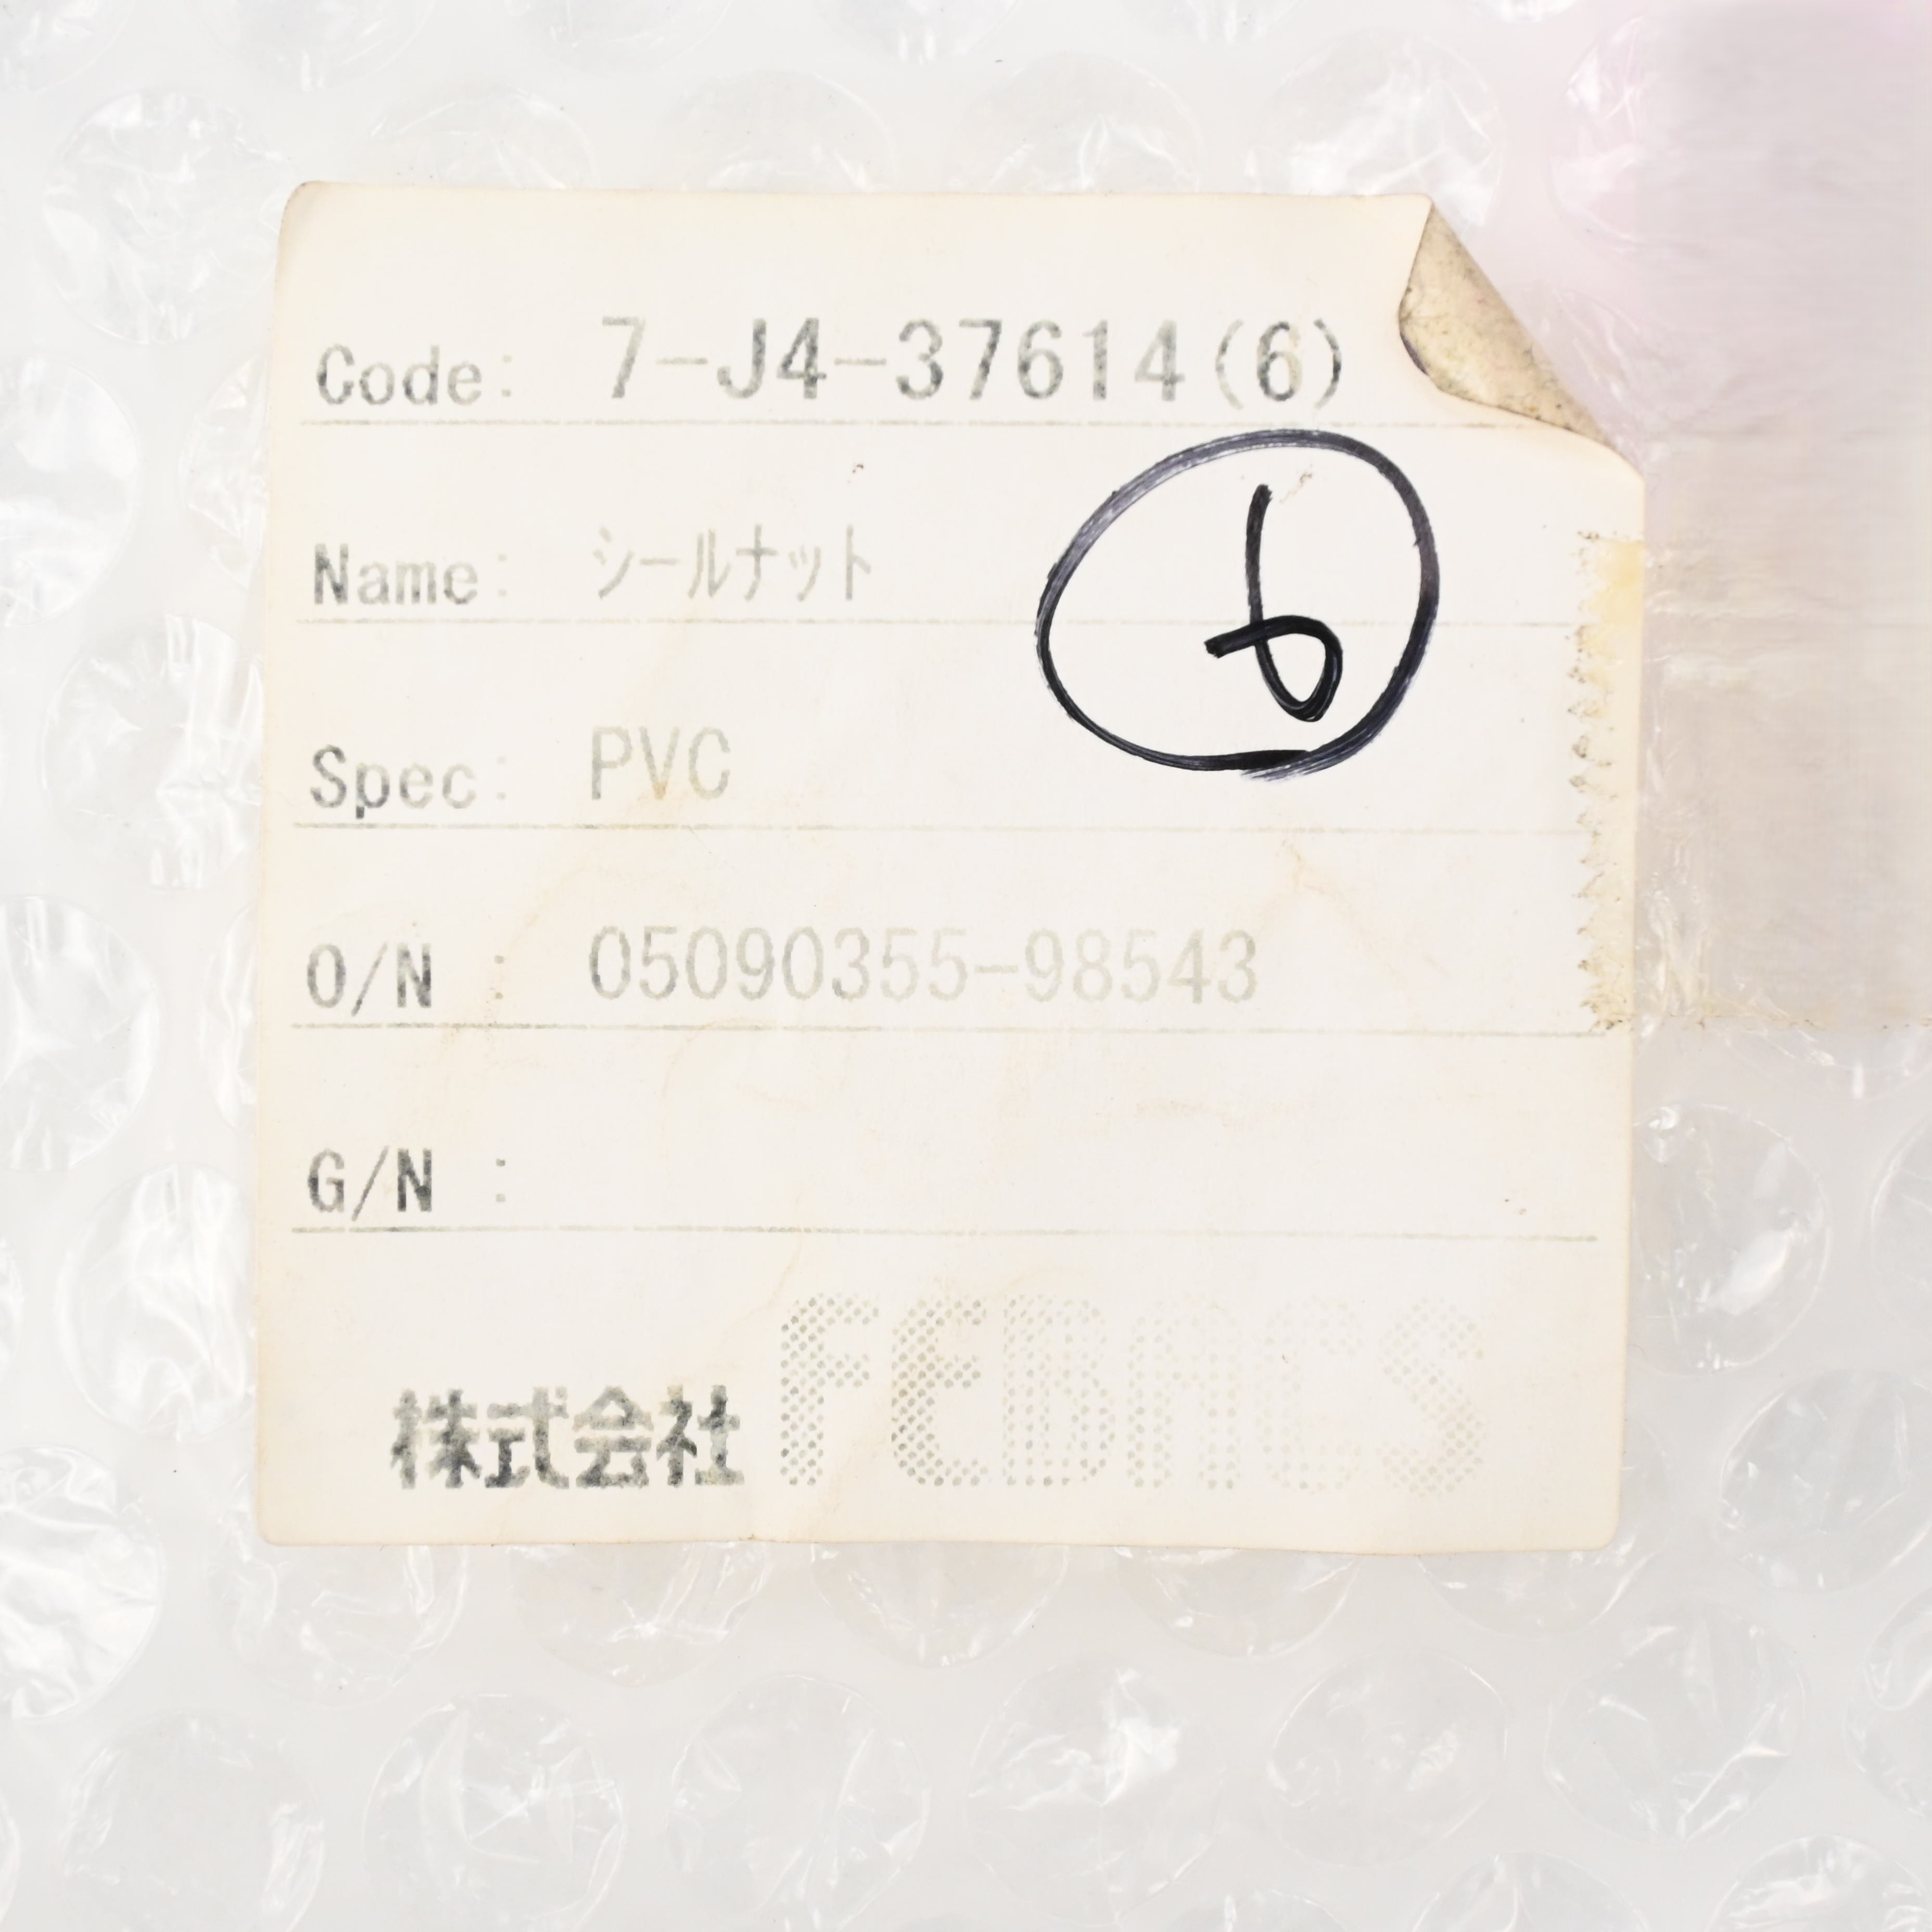 Code: 7-J4-37614(6)
Name: シールナット
6
Spec: PVC
O/N : 05090355-98543
G/N :
株式会社 FEBACS